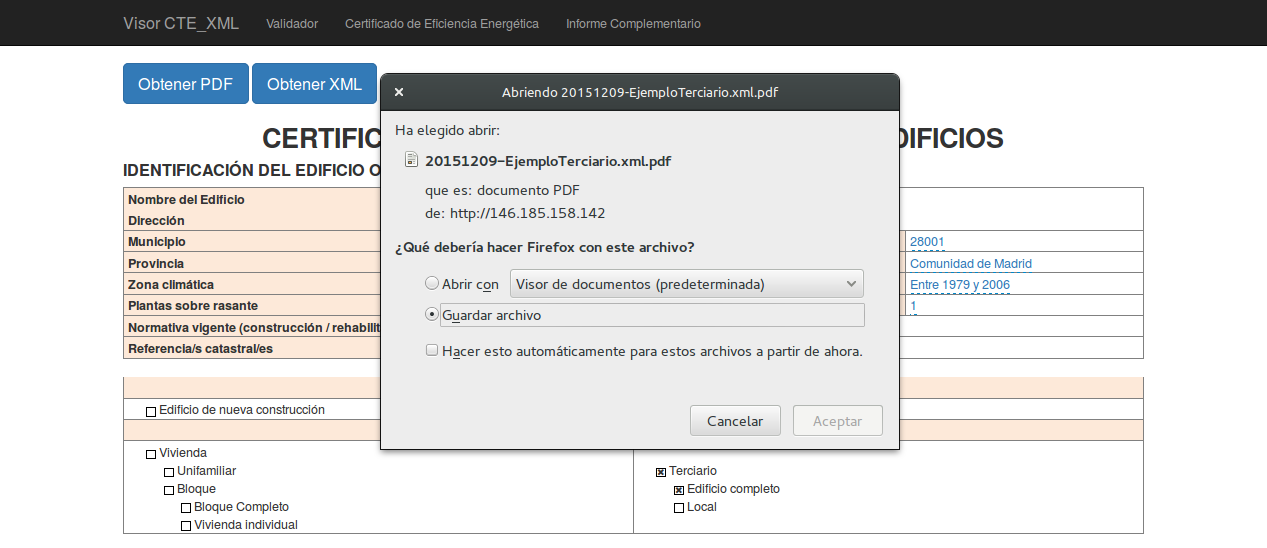 Visor CTE_XML Validador Certificado de Eficiencia Energética Informe Complementario
Obtener PDF Obtener XML
Abriendo 20151209-EjemploTerciario.xml.pdf
Ha elegido abrir:
20151209-EjemploTerciario.xml.pdf
que es: documento PDF
de: http://146.185.158.142
¿Qué debería hacer Firefox con este archivo?
Abrir con Visor de documentos (predeterminada)
Guardar archivo
Hacer esto automáticamente para estos archivos a partir de ahora.
Cancelar Aceptar
CERTIFIC DIFICIOS
IDENTIFICACIÓN DEL EDIFICIO O
Nombre del Edificio
Dirección
Municipio 28001
Provincia Comunidad de Madrid
Zona climática Entre 1979 y 2006
Plantas sobre rasante 1
Normativa vigente (construcción / rehabilit
Referencia/s catastral/es
Edificio de nueva construcción
Vivienda
Unifamiliar Terciario
Bloque Edificio completo
Bloque Completo Local
Vivienda individual